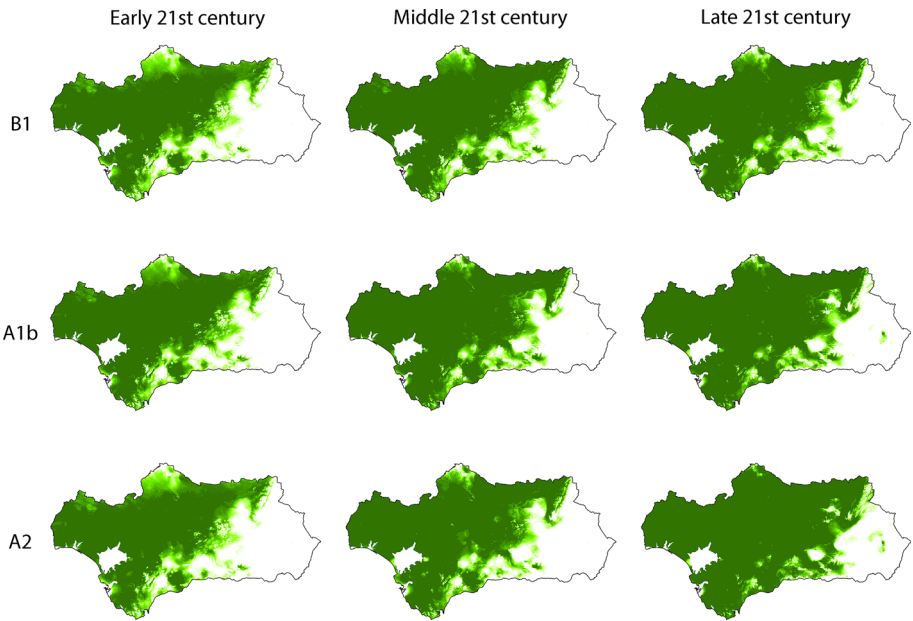 Early 21st century
Middle 21st century
Late 21st century
B1
A1b
A2